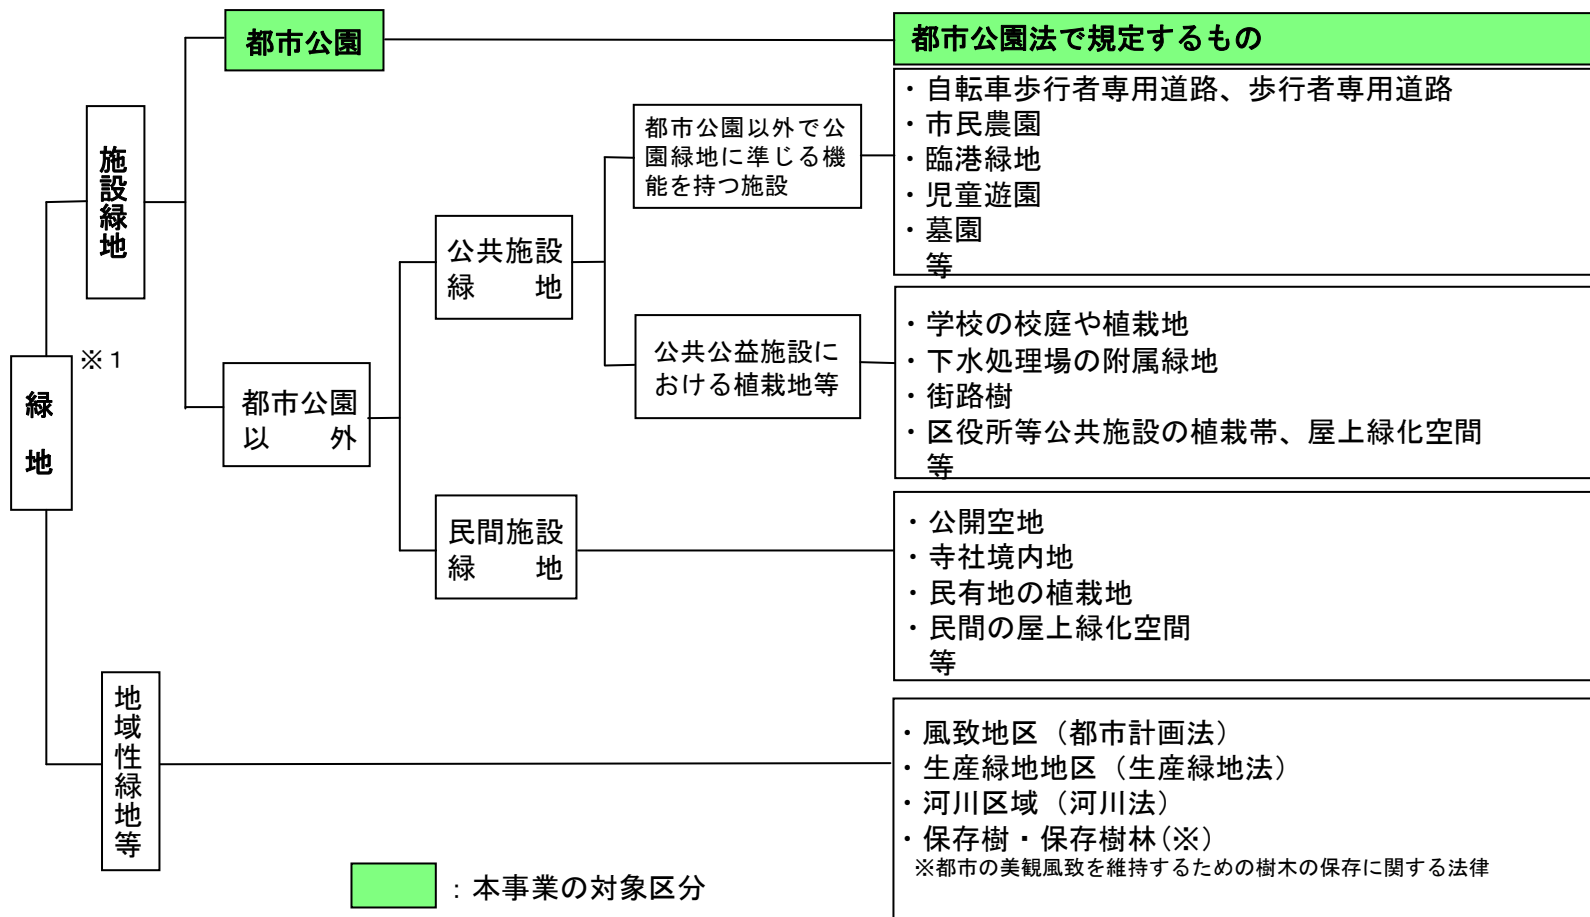 都市公園
都市公園法で規定するもの
・自転車歩行者専用道路、歩行者専用道路
・市民農園
・臨港緑地
・児童遊園
・墓園
等
都市公園以外で公
園緑地に準じる機
能を持つ施設
施設緑地
公共施設
緑　　地
・学校の校庭や植栽地
・下水処理場の附属緑地
・街路樹
・区役所等公共施設の植栽帯、屋上緑化空間
等
公共公益施設に
おける植栽地等
※１
緑地
都市公園
以　　外
民間施設
緑　　地
・公開空地
・寺社境内地
・民有地の植栽地
・民間の屋上緑化空間
等
地域性緑地等
・風致地区（都市計画法）
・生産緑地地区（生産緑地法）
・河川区域（河川法）
・保存樹・保存樹林(※)
※都市の美観風致を維持するための樹木の保存に関する法律
：本事業の対象区分